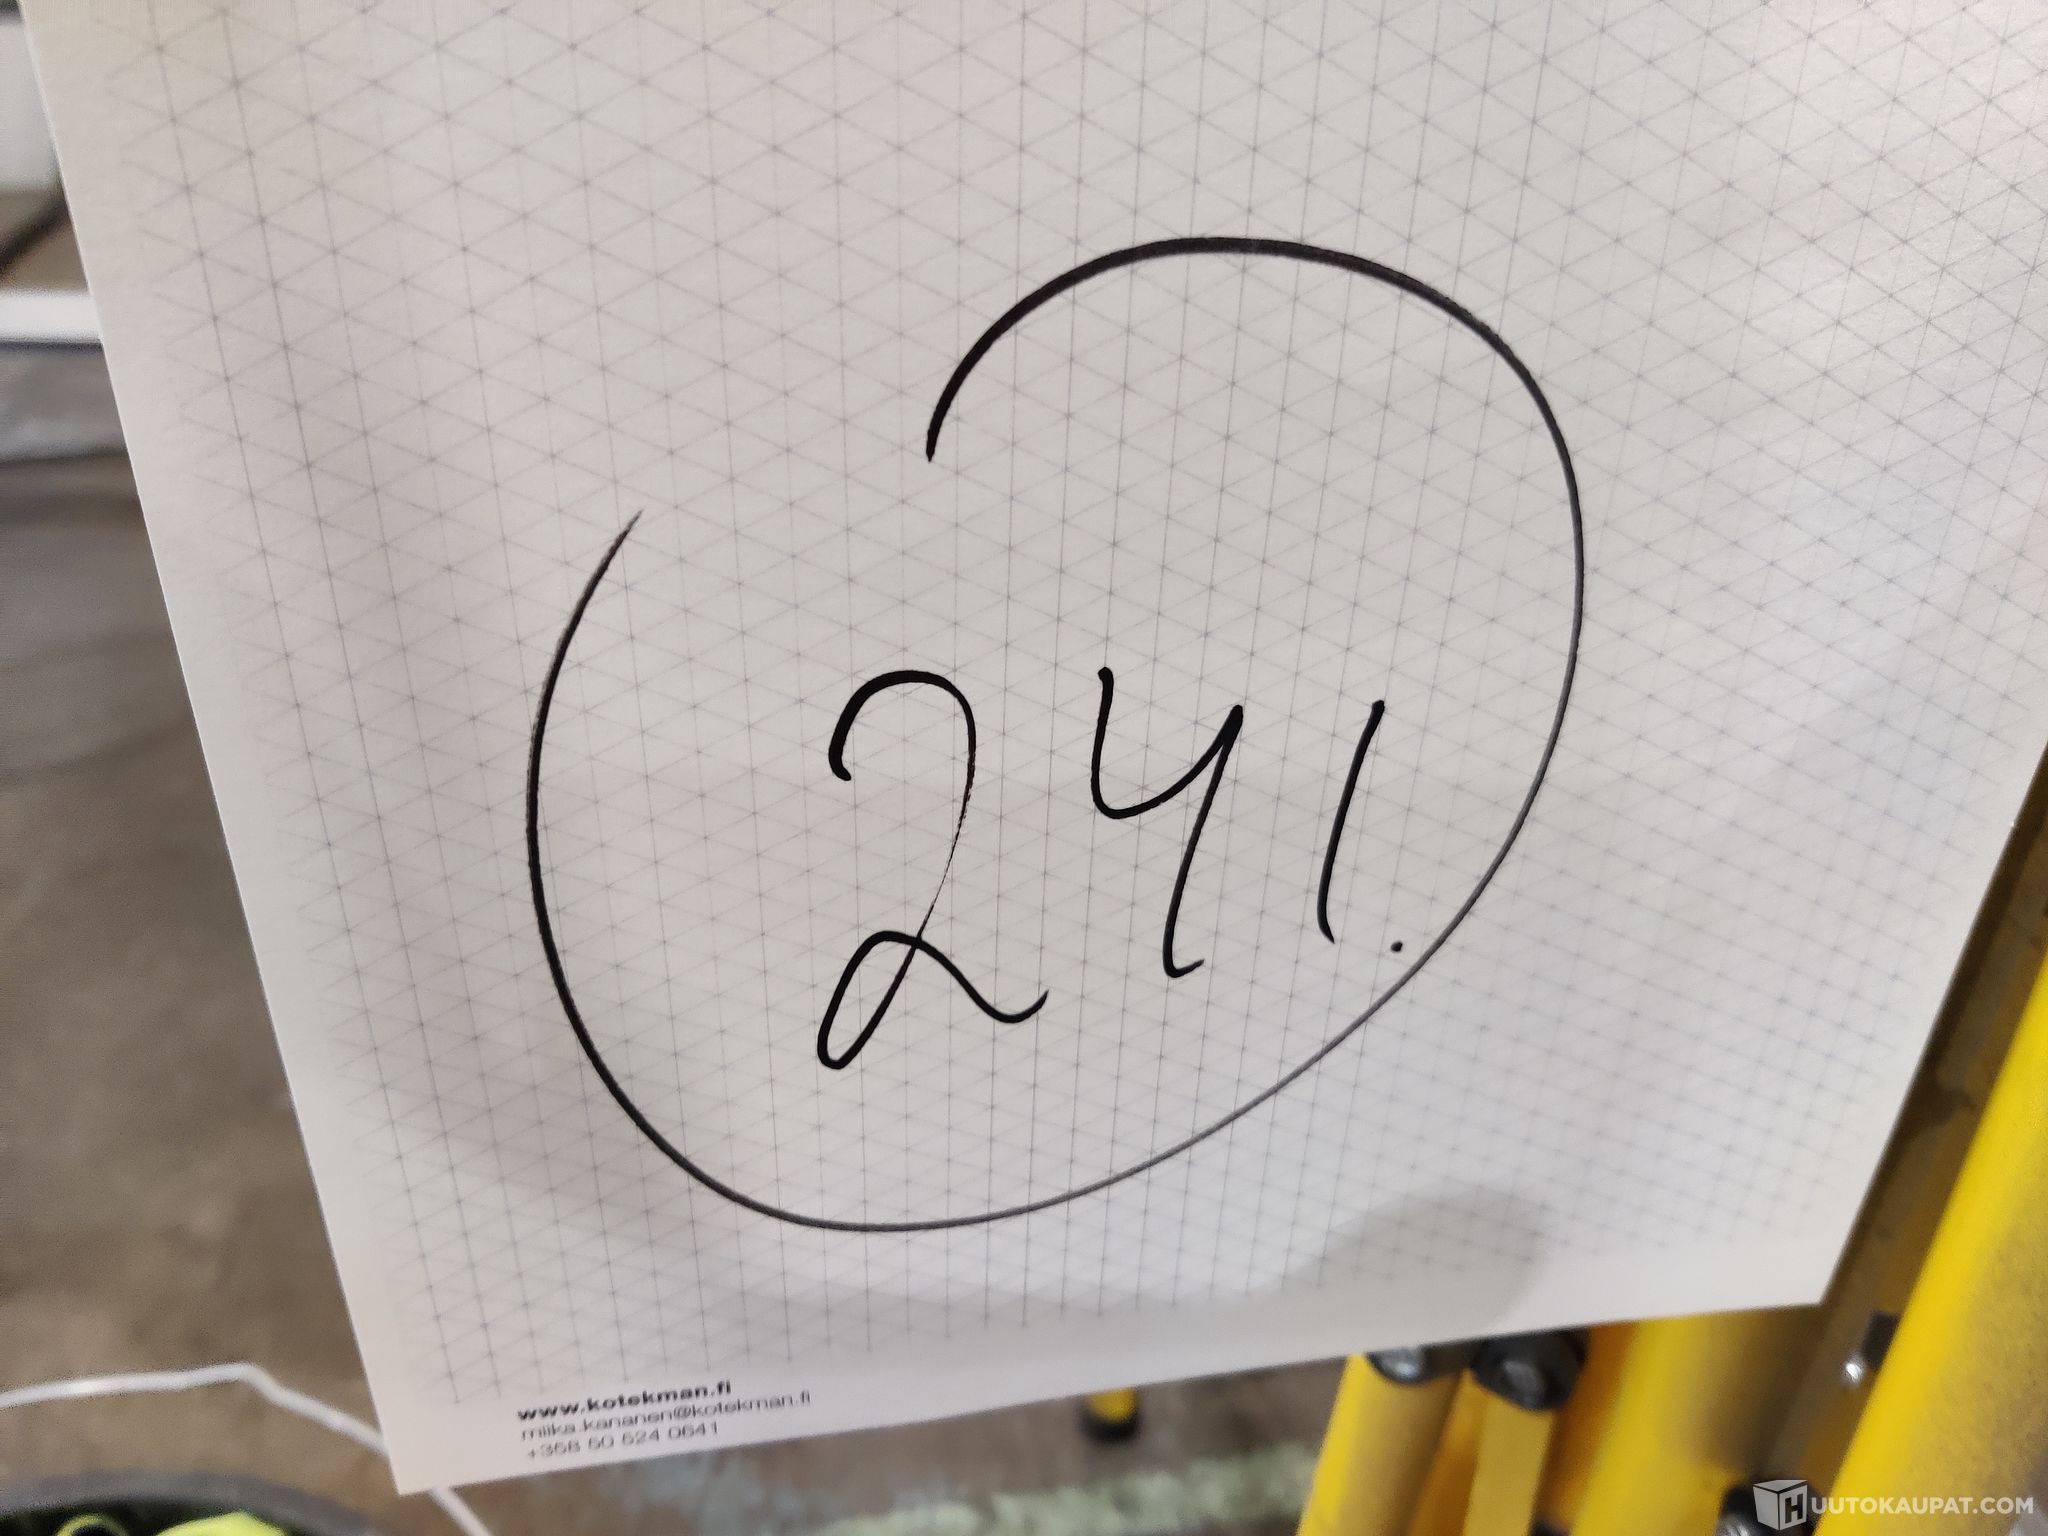 241.
www.kotekman.fi
miika.kananen@kotekman.fi
+358 50 524 0641
HUUTOKAUPAT.COM